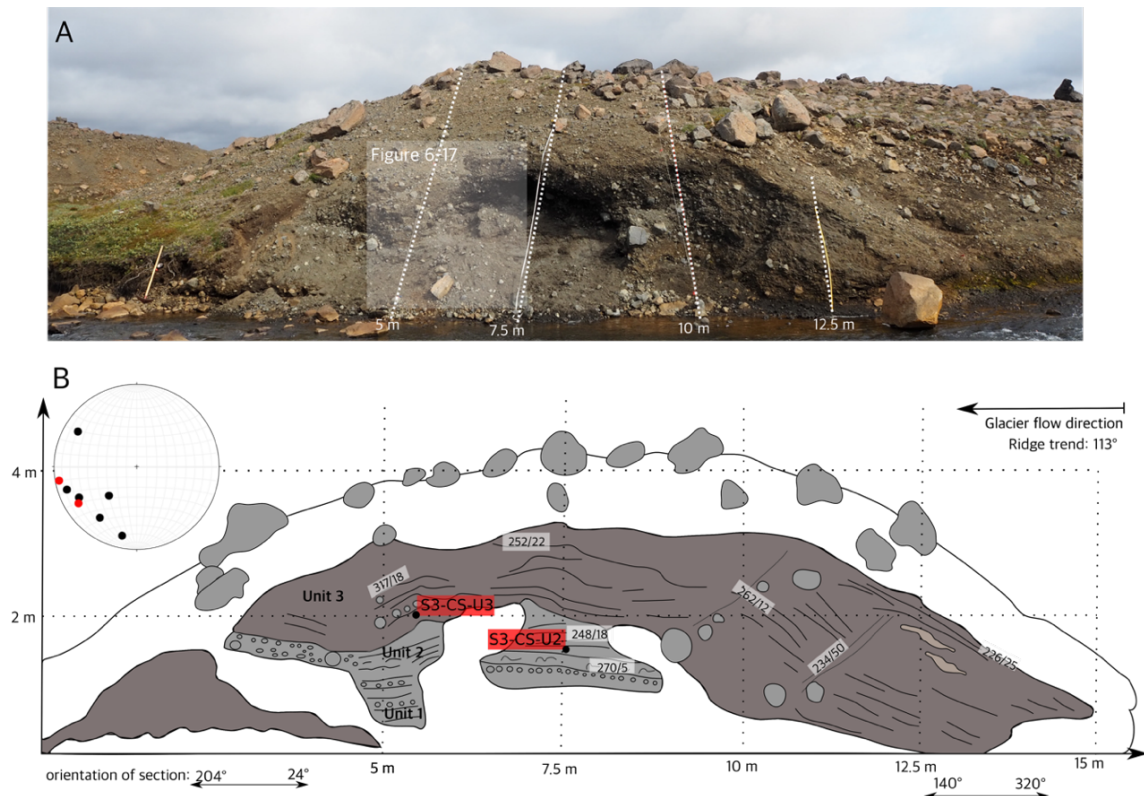 A
Figure 6-17
5 m
7.5 m
10 m
12.5 m
B
Glacier flow direction
Ridge trend: 113°
4 m
252/22
317/18
Unit 3
S3-CS-U3
262/12
2 m
S3-CS-U2
248/18
Unit 2
234/50
226/25
270/5
Unit 1
5 m
7.5 m
10 m
12.5 m
15 m
orientation of section: 204°
24°
140°
320°